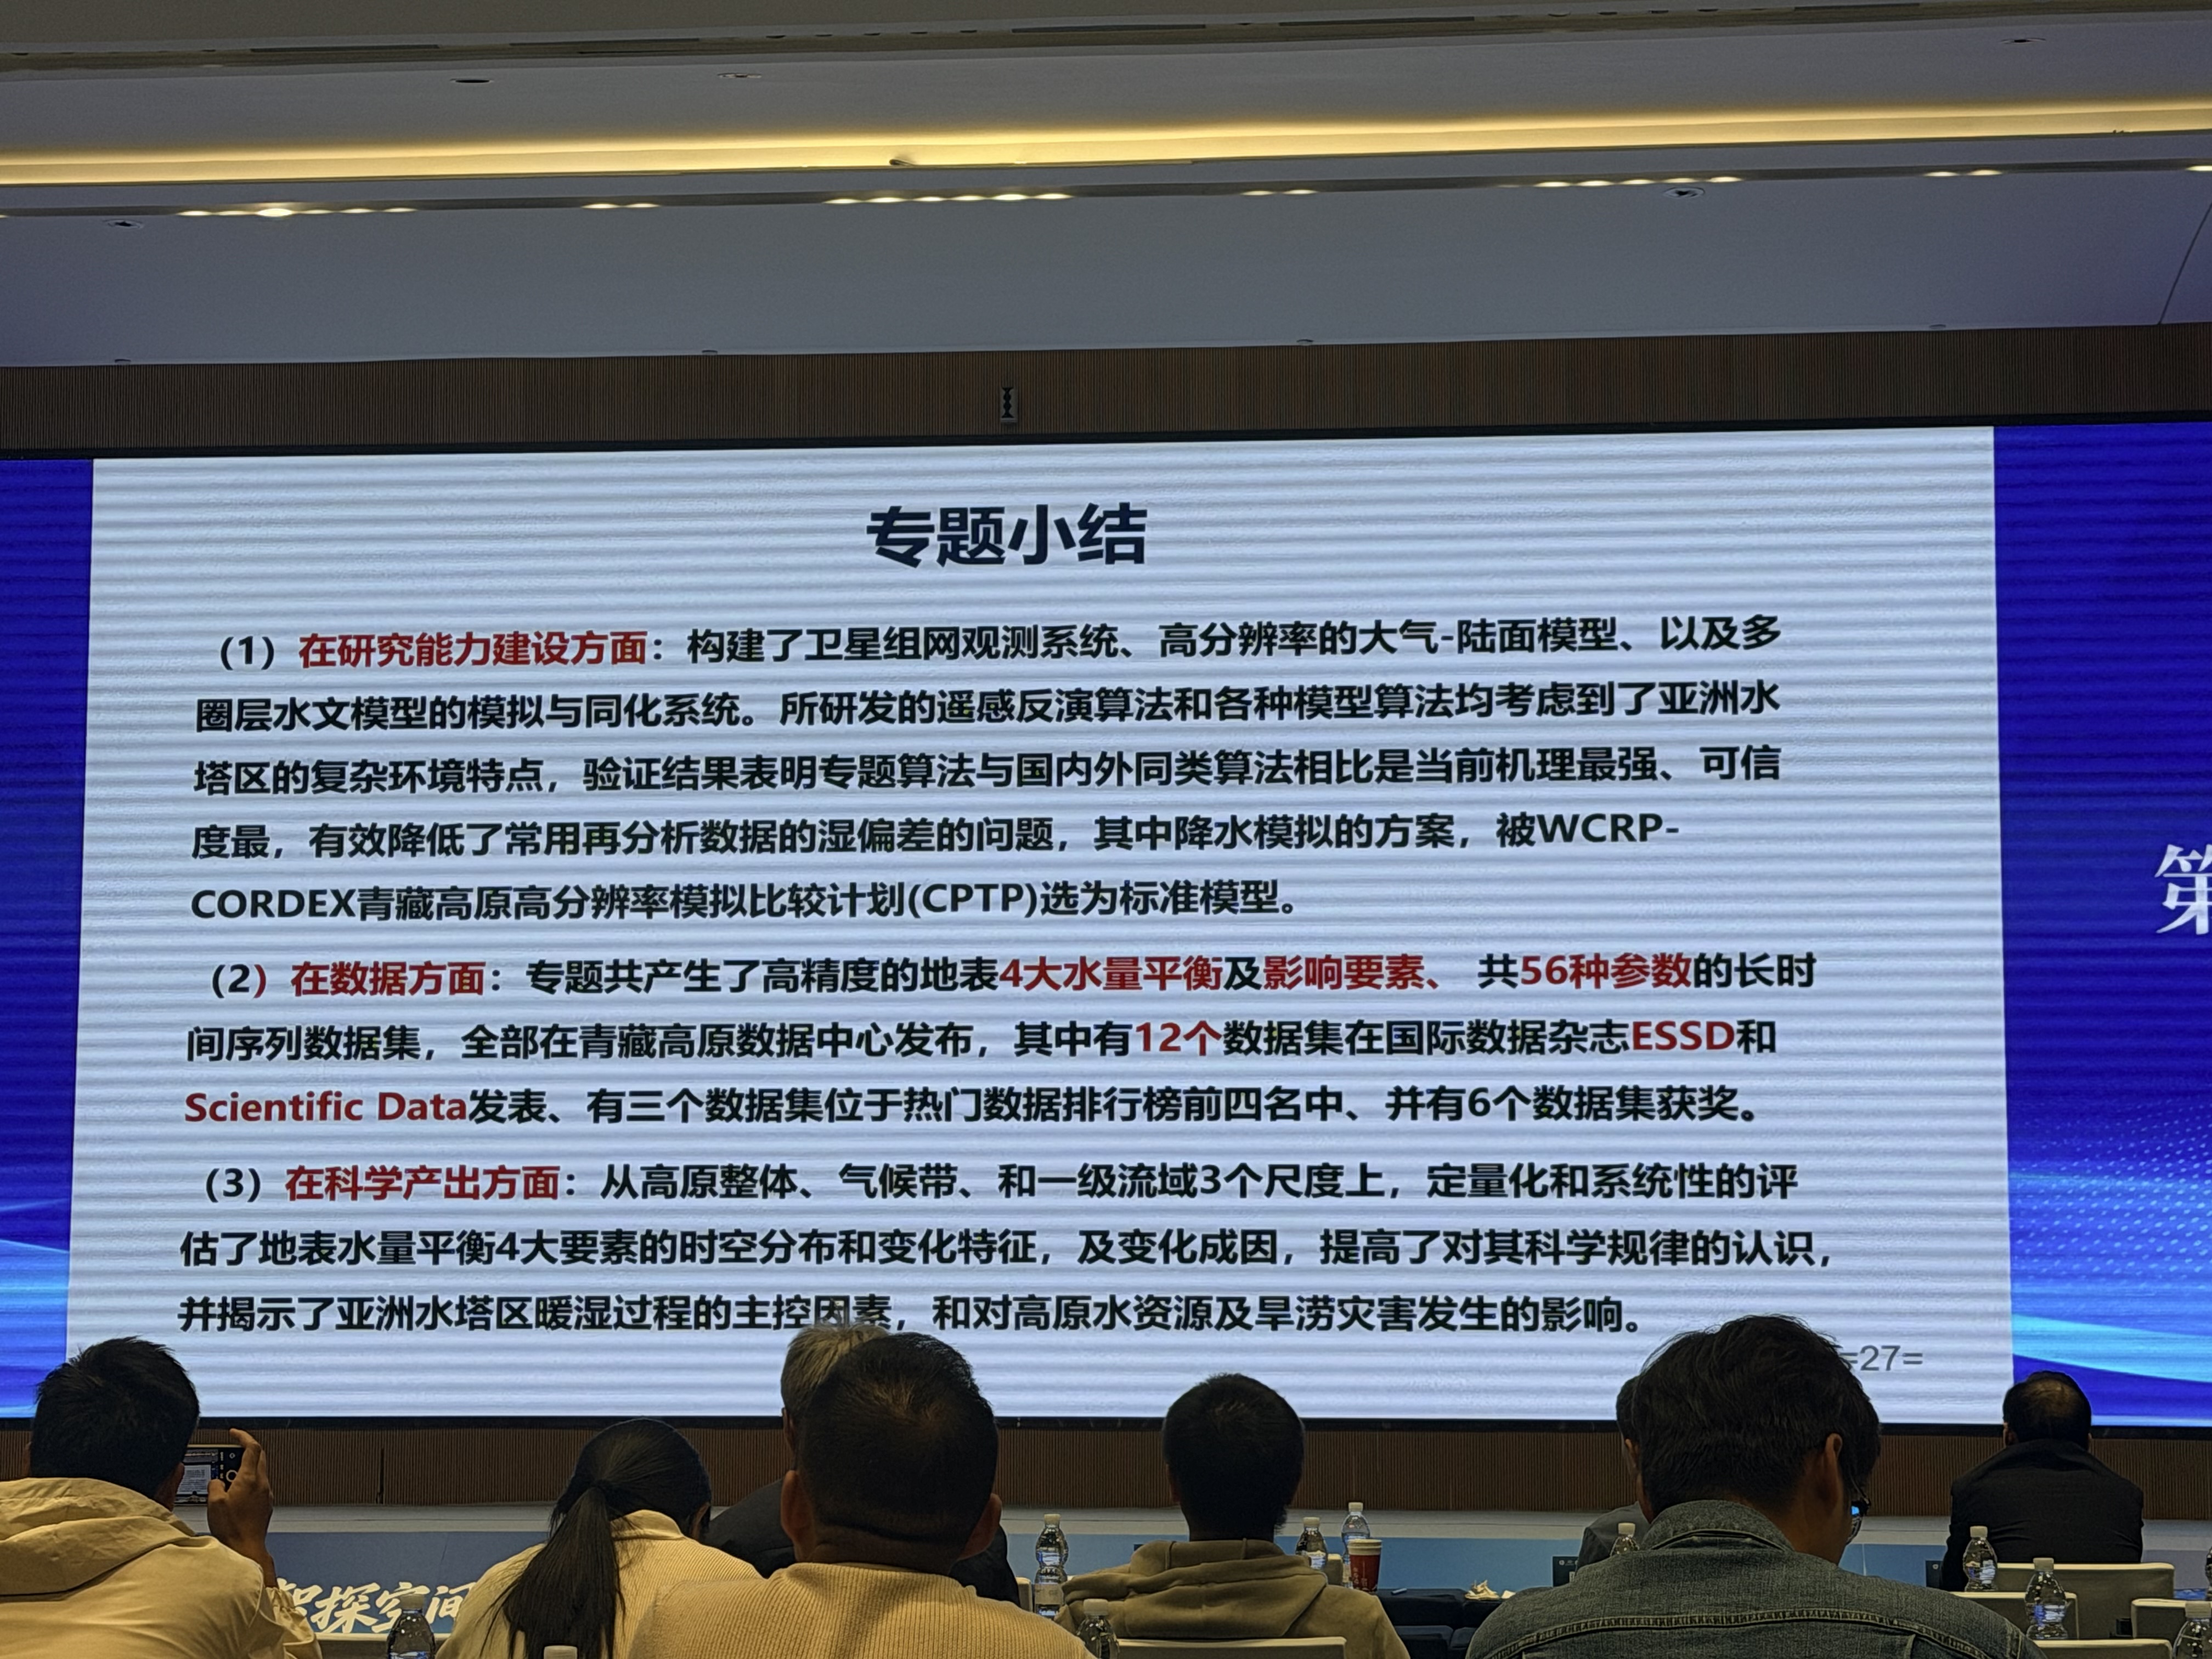 专题小结
（1）在研究能力建设方面：构建了卫星组网观测系统、高分辨率的大气-陆面模型、以及多
圈层水文模型的模拟与同化系统。所研发的遥感反演算法和各种模型算法均考虑到了亚洲水
塔区的复杂环境特点，验证结果表明专题算法与国内外同类算法相比是当前机理最强、可信
度最，有效降低了常用再分析数据的湿偏差的问题，其中降水模拟的方案，被WCRP-
CORDEX青藏高原高分辨率模拟比较计划(CPTP)选为标准模型。
（2）在数据方面：专题共产生了高精度的地表4大水量平衡及影响要素、 共56种参数的长时
间序列数据集，全部在青藏高原数据中心发布，其中有12个数据集在国际数据杂志ESSD和
Scientific Data发表、有三个数据集位于热门数据排行榜前四名中、并有6个数据集获奖。
（3）在科学产出方面：从高原整体、气候带、和一级流域3个尺度上，定量化和系统性的评
估了地表水量平衡4大要素的时空分布和变化特征，及变化成因，提高了对其科学规律的认识，
并揭示了亚洲水塔区暖湿过程的主控因素，和对高原水资源及旱涝灾害发生的影响。
=27=
第
探空间